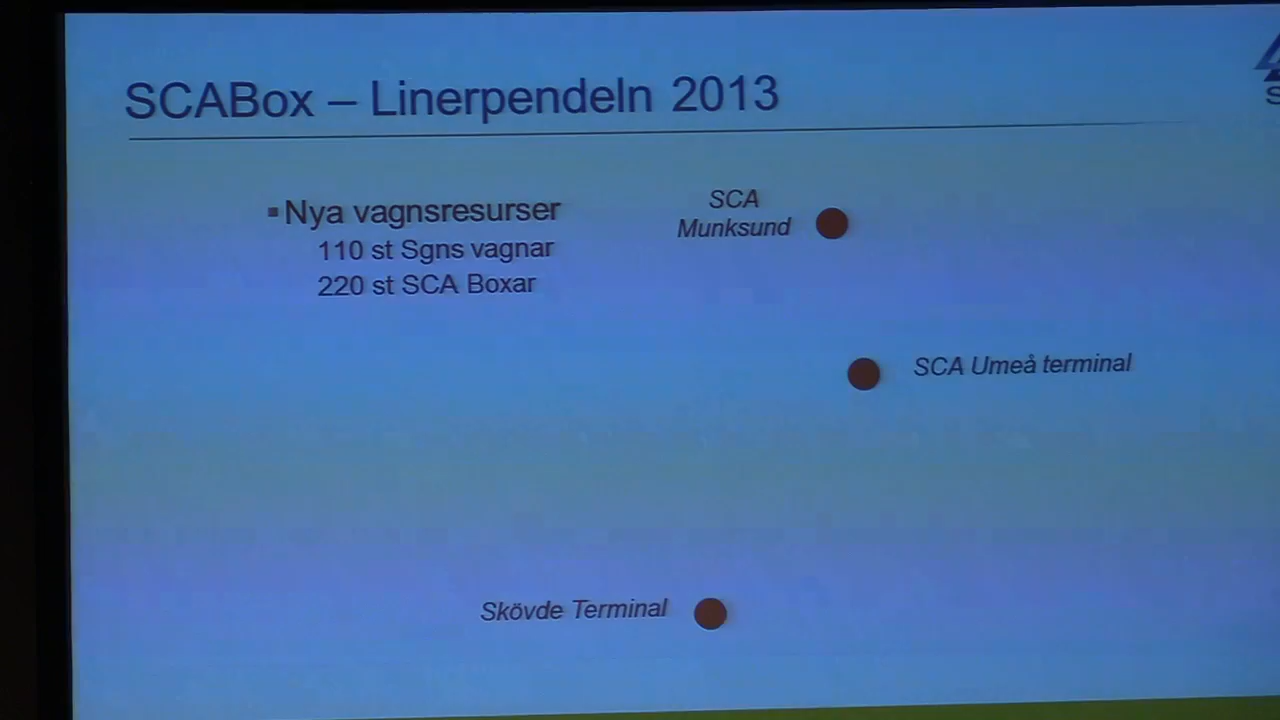 SCABox – Linerpendeln 2013
▪Nya vagnsresurser
110 st Sgns vagnar
220 st SCA Boxar
SCA
Munksund
SCA Umeå terminal
Skövde Terminal